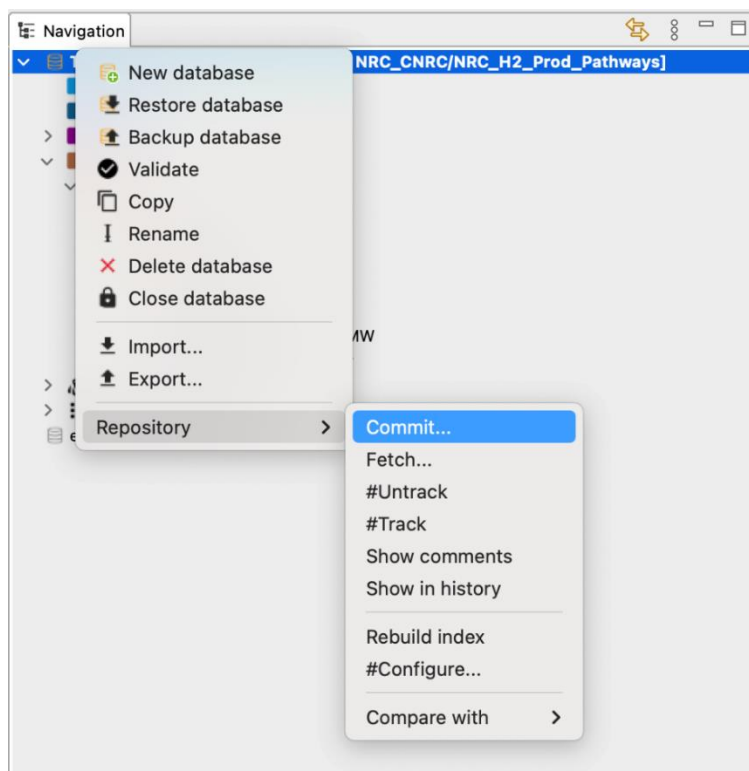 Navigation
NRC_CNRC/NRC_H2_Prod_Pathways]
New database
Restore database
Backup database
Validate
Copy
Rename
Delete database
Close database
MW
Import...
Export...
Repository
Commit...
Fetch...
#Untrack
#Track
Show comments
Show in history
Rebuild index
#Configure...
Compare with